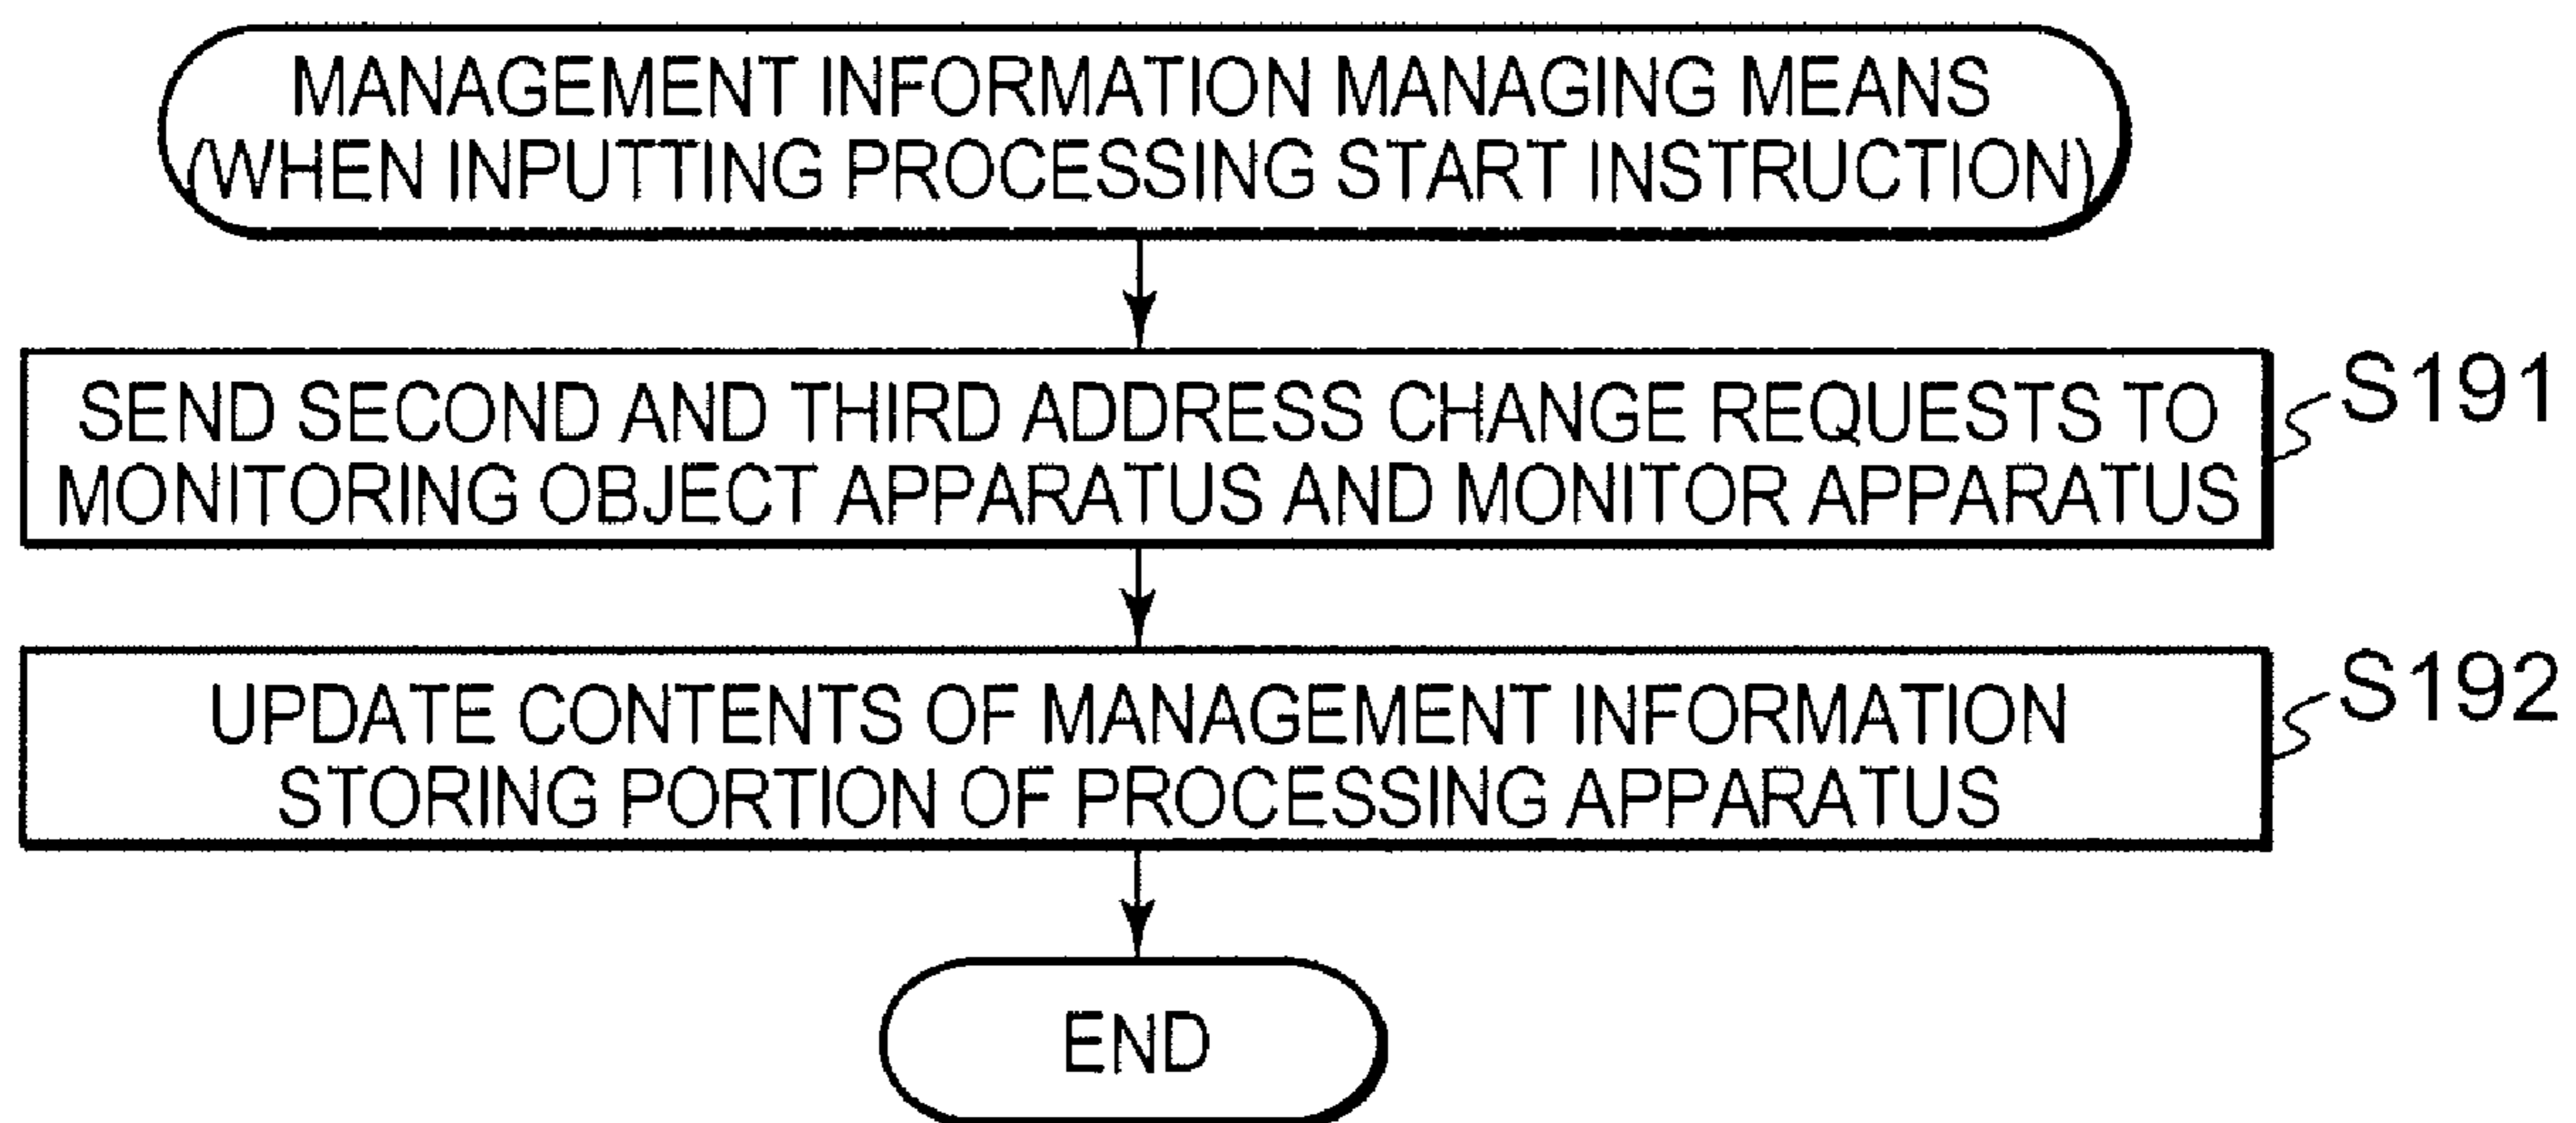 MANAGEMENT INFORMATION MANAGING MEANS
(WHEN INPUTTING PROCESSING START INSTRUCTION)
SEND SECOND AND THIRD ADDRESS CHANGE REQUESTS TO
MONITORING OBJECT APPARATUS AND MONITOR APPARATUS
S191
UPDATE CONTENTS OF MANAGEMENT INFORMATION
STORING PORTION OF PROCESSING APPARATUS
S192
END